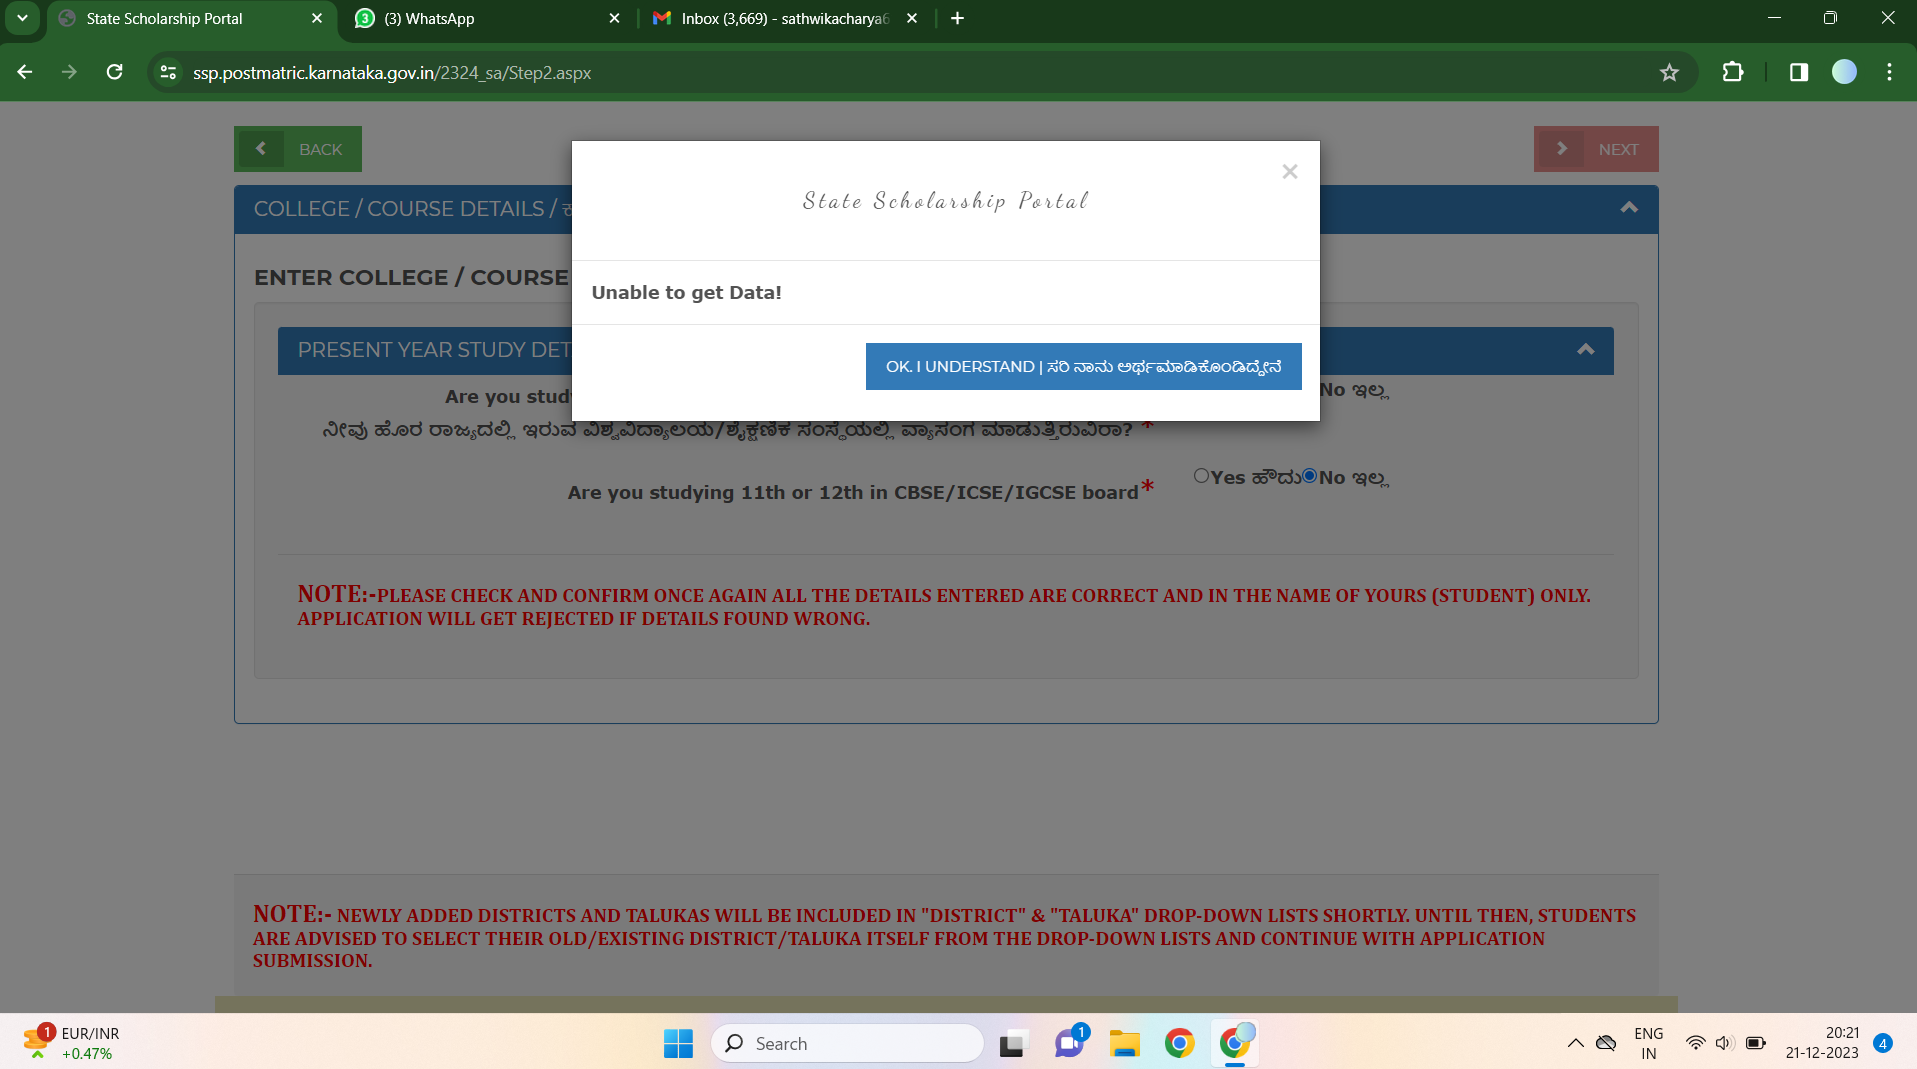 State Scholarship Portal
(3) WhatsApp
Inbox (3,669) - sathwikacharya6
ssp.postmatric.karnataka.gov.in/2324_sa/Step2.aspx
BACK
NEXT
State Scholarship Portal
COLLEGE / COURSE DETAILS /
ENTER COLLEGE / COURSE
Unable to get Data!
PRESENT YEAR STUDY DET
OK. I UNDERSTAND | ಸರಿ ನಾನು ಅರ್ಥಮಾಡಿಕೊಂಡಿದ್ದೇನೆ
Are you stud
No ಇಲ್ಲ
ನೀವು ಹೊರ ರಾಜ್ಯದಲ್ಲಿ ಇರುವ ವಿಶ್ವವಿದ್ಯಾಲಯ/ಶೈಕ್ಷಣಿಕ ಸಂಸ್ಥೆಯಲ್ಲಿ ವ್ಯಾಸಂಗ ಮಾಡುತ್ತಿರುವಿರಾ? *
Are you studying 11th or 12th in CBSE/ICSE/IGCSE board*
Yes ಹೌದು No ಇಲ್ಲ
NOTE:-PLEASE CHECK AND CONFIRM ONCE AGAIN ALL THE DETAILS ENTERED ARE CORRECT AND IN THE NAME OF YOURS (STUDENT) ONLY.
APPLICATION WILL GET REJECTED IF DETAILS FOUND WRONG.
NOTE:- NEWLY ADDED DISTRICTS AND TALUKAS WILL BE INCLUDED IN "DISTRICT" & "TALUKA" DROP-DOWN LISTS SHORTLY. UNTIL THEN, STUDENTS
ARE ADVISED TO SELECT THEIR OLD/EXISTING DISTRICT/TALUKA ITSELF FROM THE DROP-DOWN LISTS AND CONTINUE WITH APPLICATION
SUBMISSION.
1
EUR/INR
+0.47%
Search
1
ENG
IN
20:21
21-12-2023
4